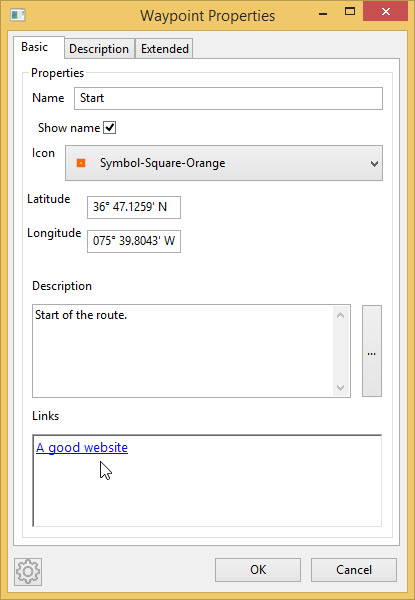 Waypoint Properties
Basic Description Extended
Properties
Name Start
Show name
Icon Symbol-Square-Orange
Latitude 36° 47.1259' N
Longitude 075° 39.8043' W
Description
Start of the route.
...
Links
A good website
OK Cancel